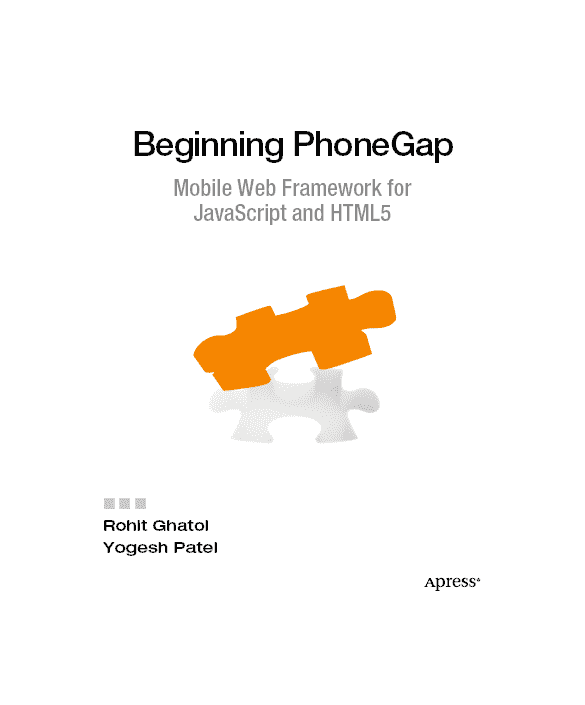 Beginning PhoneGap
Mobile Web Framework for
JavaScript and HTML5
Rohit Ghatol
Yogesh Patel
Apress®